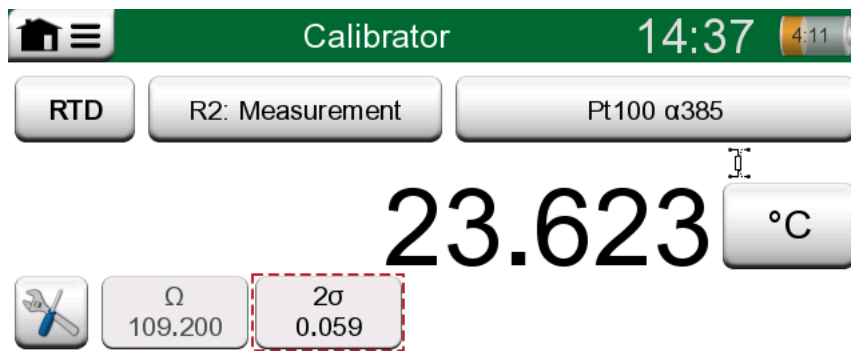 Calibrator 14:37 4:11
RTD R2: Measurement Pt100 α385
23.623 °C
Ω 2σ
109.200 0.059